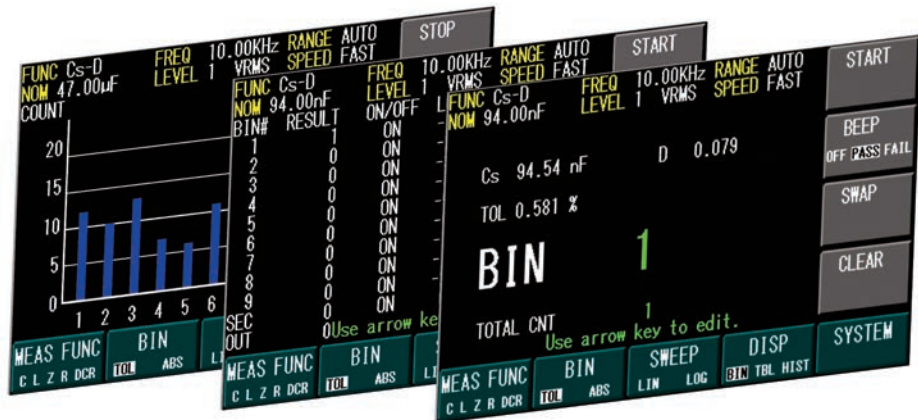 FUNC Cs-D FREQ 10.00KHz RANGE AUTO STOP
NOM 47.00µF LEVEL 1 VRMS SPEED FAST
COUNT
20
15
10
5
0
1 2 3 4 5 6
MEAS FUNC BIN
C L Z R DCR TOL ABS
FUNC Cs-D FREQ 10.00KHz RANGE AUTO START
NOM 94.00nF LEVEL 1 VRMS SPEED FAST
BIN# RESULT ON/OFF
1 1 ON
2 0 ON
3 0 ON
4 0 ON
5 0 ON
6 0 ON
7 0 ON
8 0 ON
9 0 ON
SEC 0
OUT 0 Use arrow ke
MEAS FUNC BIN
C L Z R DCR TOL ABS
FUNC Cs-D FREQ 10.00KHz RANGE AUTO START
NOM 94.00nF LEVEL 1 VRMS SPEED FAST
BEEP
OFF PASS FAIL
Cs 94.54 nF D 0.079
TOL 0.581 %
SWAP
BIN 1
CLEAR
TOTAL CNT 1
Use arrow key to edit.
MEAS FUNC BIN SWEEP DISP SYSTEM
C L Z R DCR TOL ABS LIN LOG BIN TBL HIST